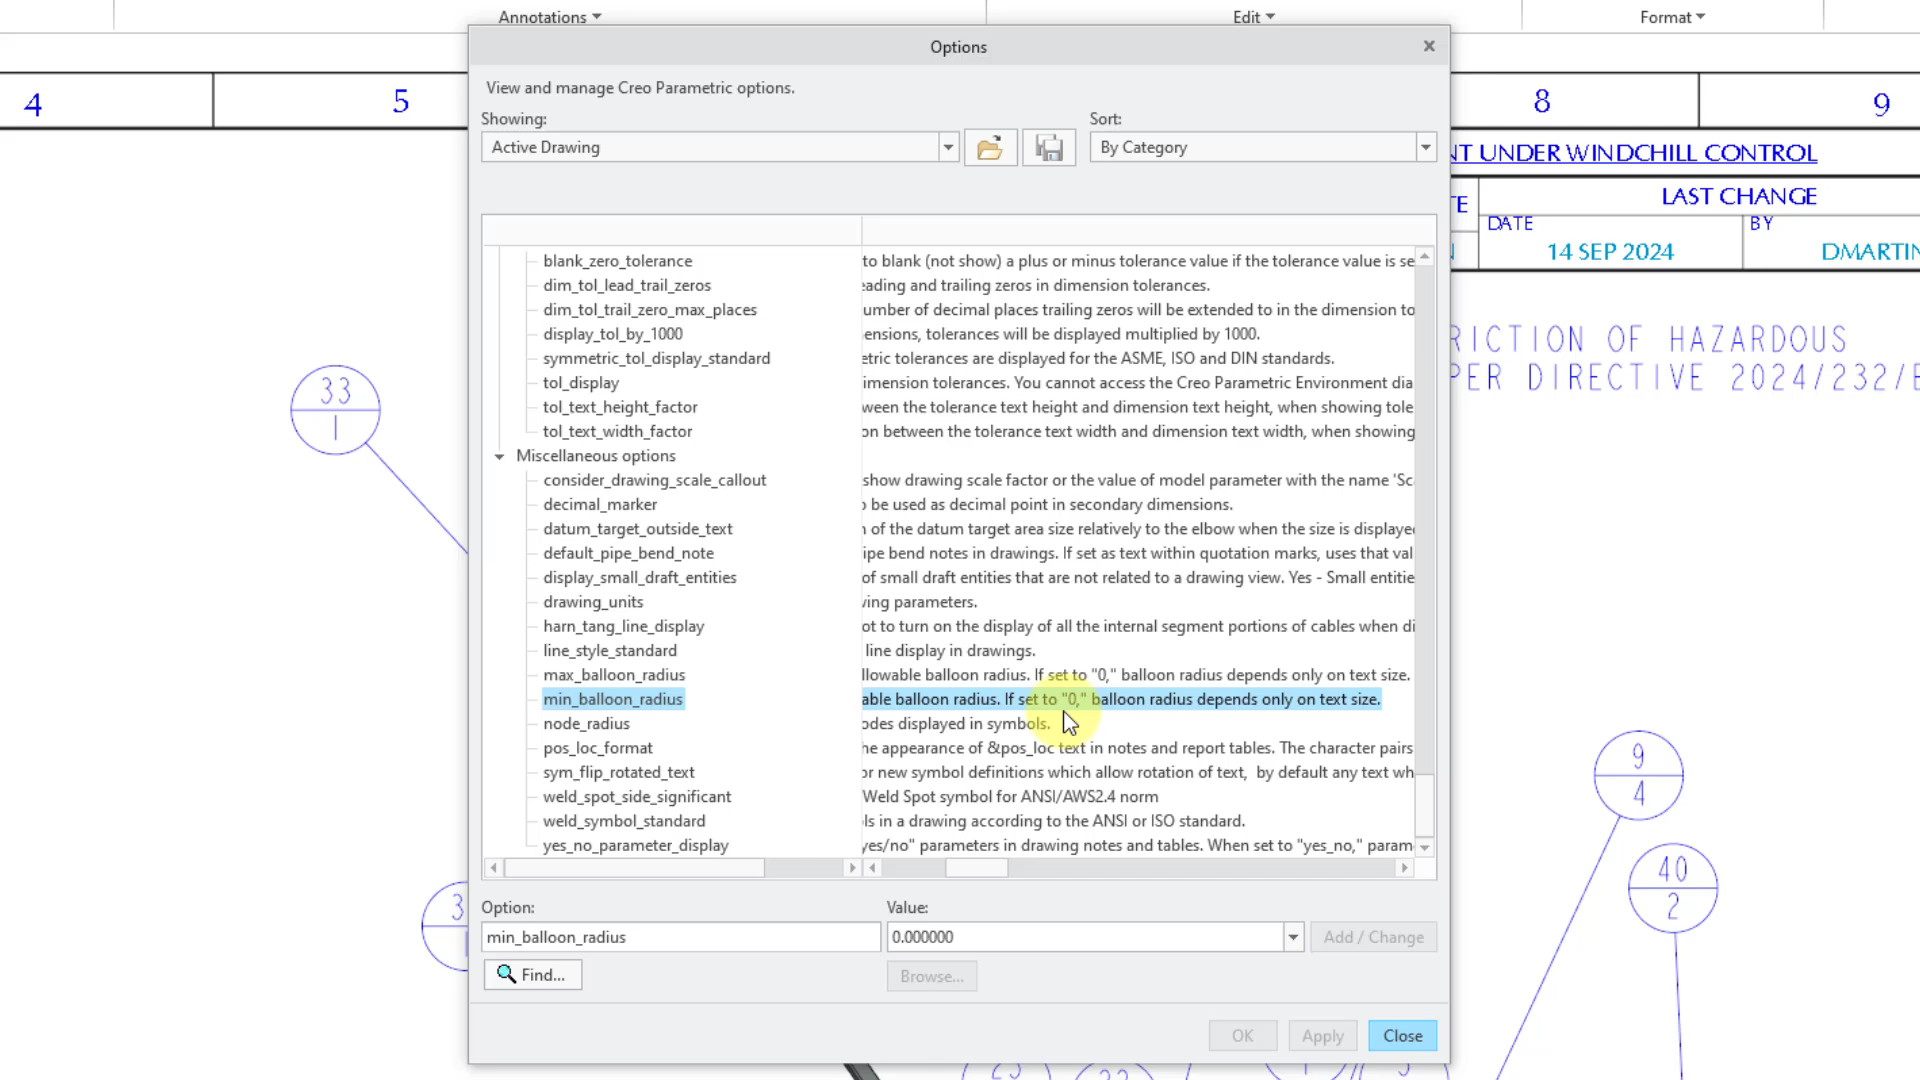 Annotations
Edit
Format
Options
View and manage Creo Parametric options.
Showing:
Sort:
Active Drawing
By Category
4
5
8
9
NT UNDER WINDCHILL CONTROL
LAST CHANGE
TE
DATE
BY
14 SEP 2024
DMARTIN
RICTION OF HAZARDOUS
PER DIRECTIVE 2024/232/E
33
1
blank_zero_tolerance
to blank (not show) a plus or minus tolerance value if the tolerance value is se
dim_tol_lead_trail_zeros
eading and trailing zeros in dimension tolerances.
dim_tol_trail_zero_max_places
umber of decimal places trailing zeros will be extended to in the dimension to
display_tol_by_1000
ensions, tolerances will be displayed multiplied by 1000.
symmetric_tol_display_standard
etric tolerances are displayed for the ASME, ISO and DIN standards.
tol_display
imension tolerances. You cannot access the Creo Parametric Environment dia
tol_text_height_factor
ween the tolerance text height and dimension text height, when showing tole
tol_text_width_factor
on between the tolerance text width and dimension text width, when showing
Miscellaneous options
consider_drawing_scale_callout
show drawing scale factor or the value of model parameter with the name 'Sc
decimal_marker
o be used as decimal point in secondary dimensions.
datum_target_outside_text
n of the datum target area size relatively to the elbow when the size is displayed
default_pipe_bend_note
ipe bend notes in drawings. If set as text within quotation marks, uses that val
display_small_draft_entities
of small draft entities that are not related to a drawing view. Yes - Small entitie
drawing_units
wing parameters.
harn_tang_line_display
ot to turn on the display of all the internal segment portions of cables when di
line_style_standard
line display in drawings.
max_balloon_radius
llowable balloon radius. If set to "0," balloon radius depends only on text size.
min_balloon_radius
able balloon radius. If set to "0," balloon radius depends only on text size.
node_radius
odes displayed in symbols.
pos_loc_format
he appearance of &pos_loc text in notes and report tables. The character pairs
sym_flip_rotated_text
or new symbol definitions which allow rotation of text, by default any text wh
weld_spot_side_significant
Weld Spot symbol for ANSI/AWS2.4 norm
weld_symbol_standard
ls in a drawing according to the ANSI or ISO standard.
yes_no_parameter_display
yes/no" parameters in drawing notes and tables. When set to "yes_no," param
9
4
40
2
3
Option:
Value:
min_balloon_radius
0.000000
Add / Change
Find...
Browse...
OK
Apply
Close